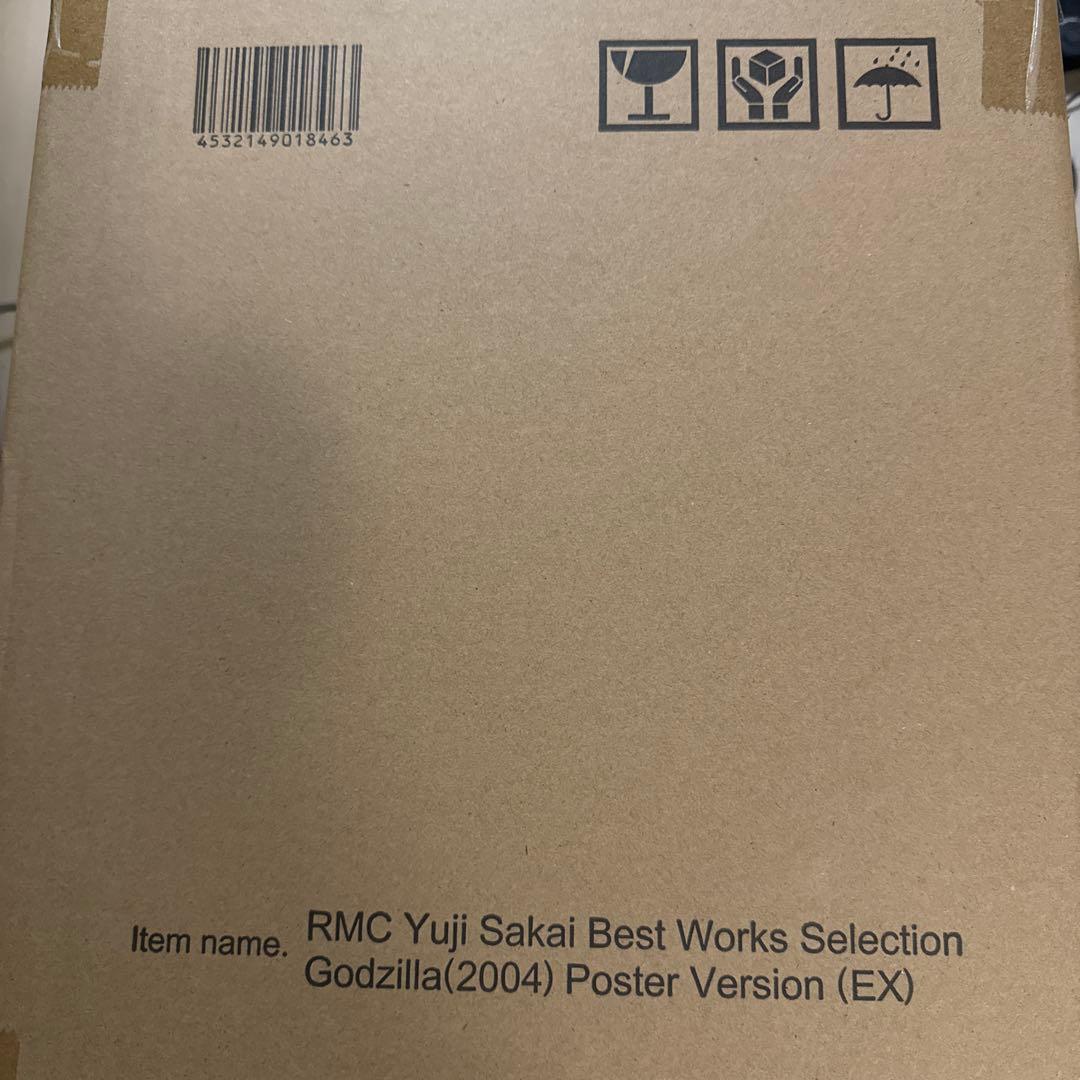 4532149018463
Item name. RMC Yuji Sakai Best Works Selection
Godzilla(2004) Poster Version (EX)